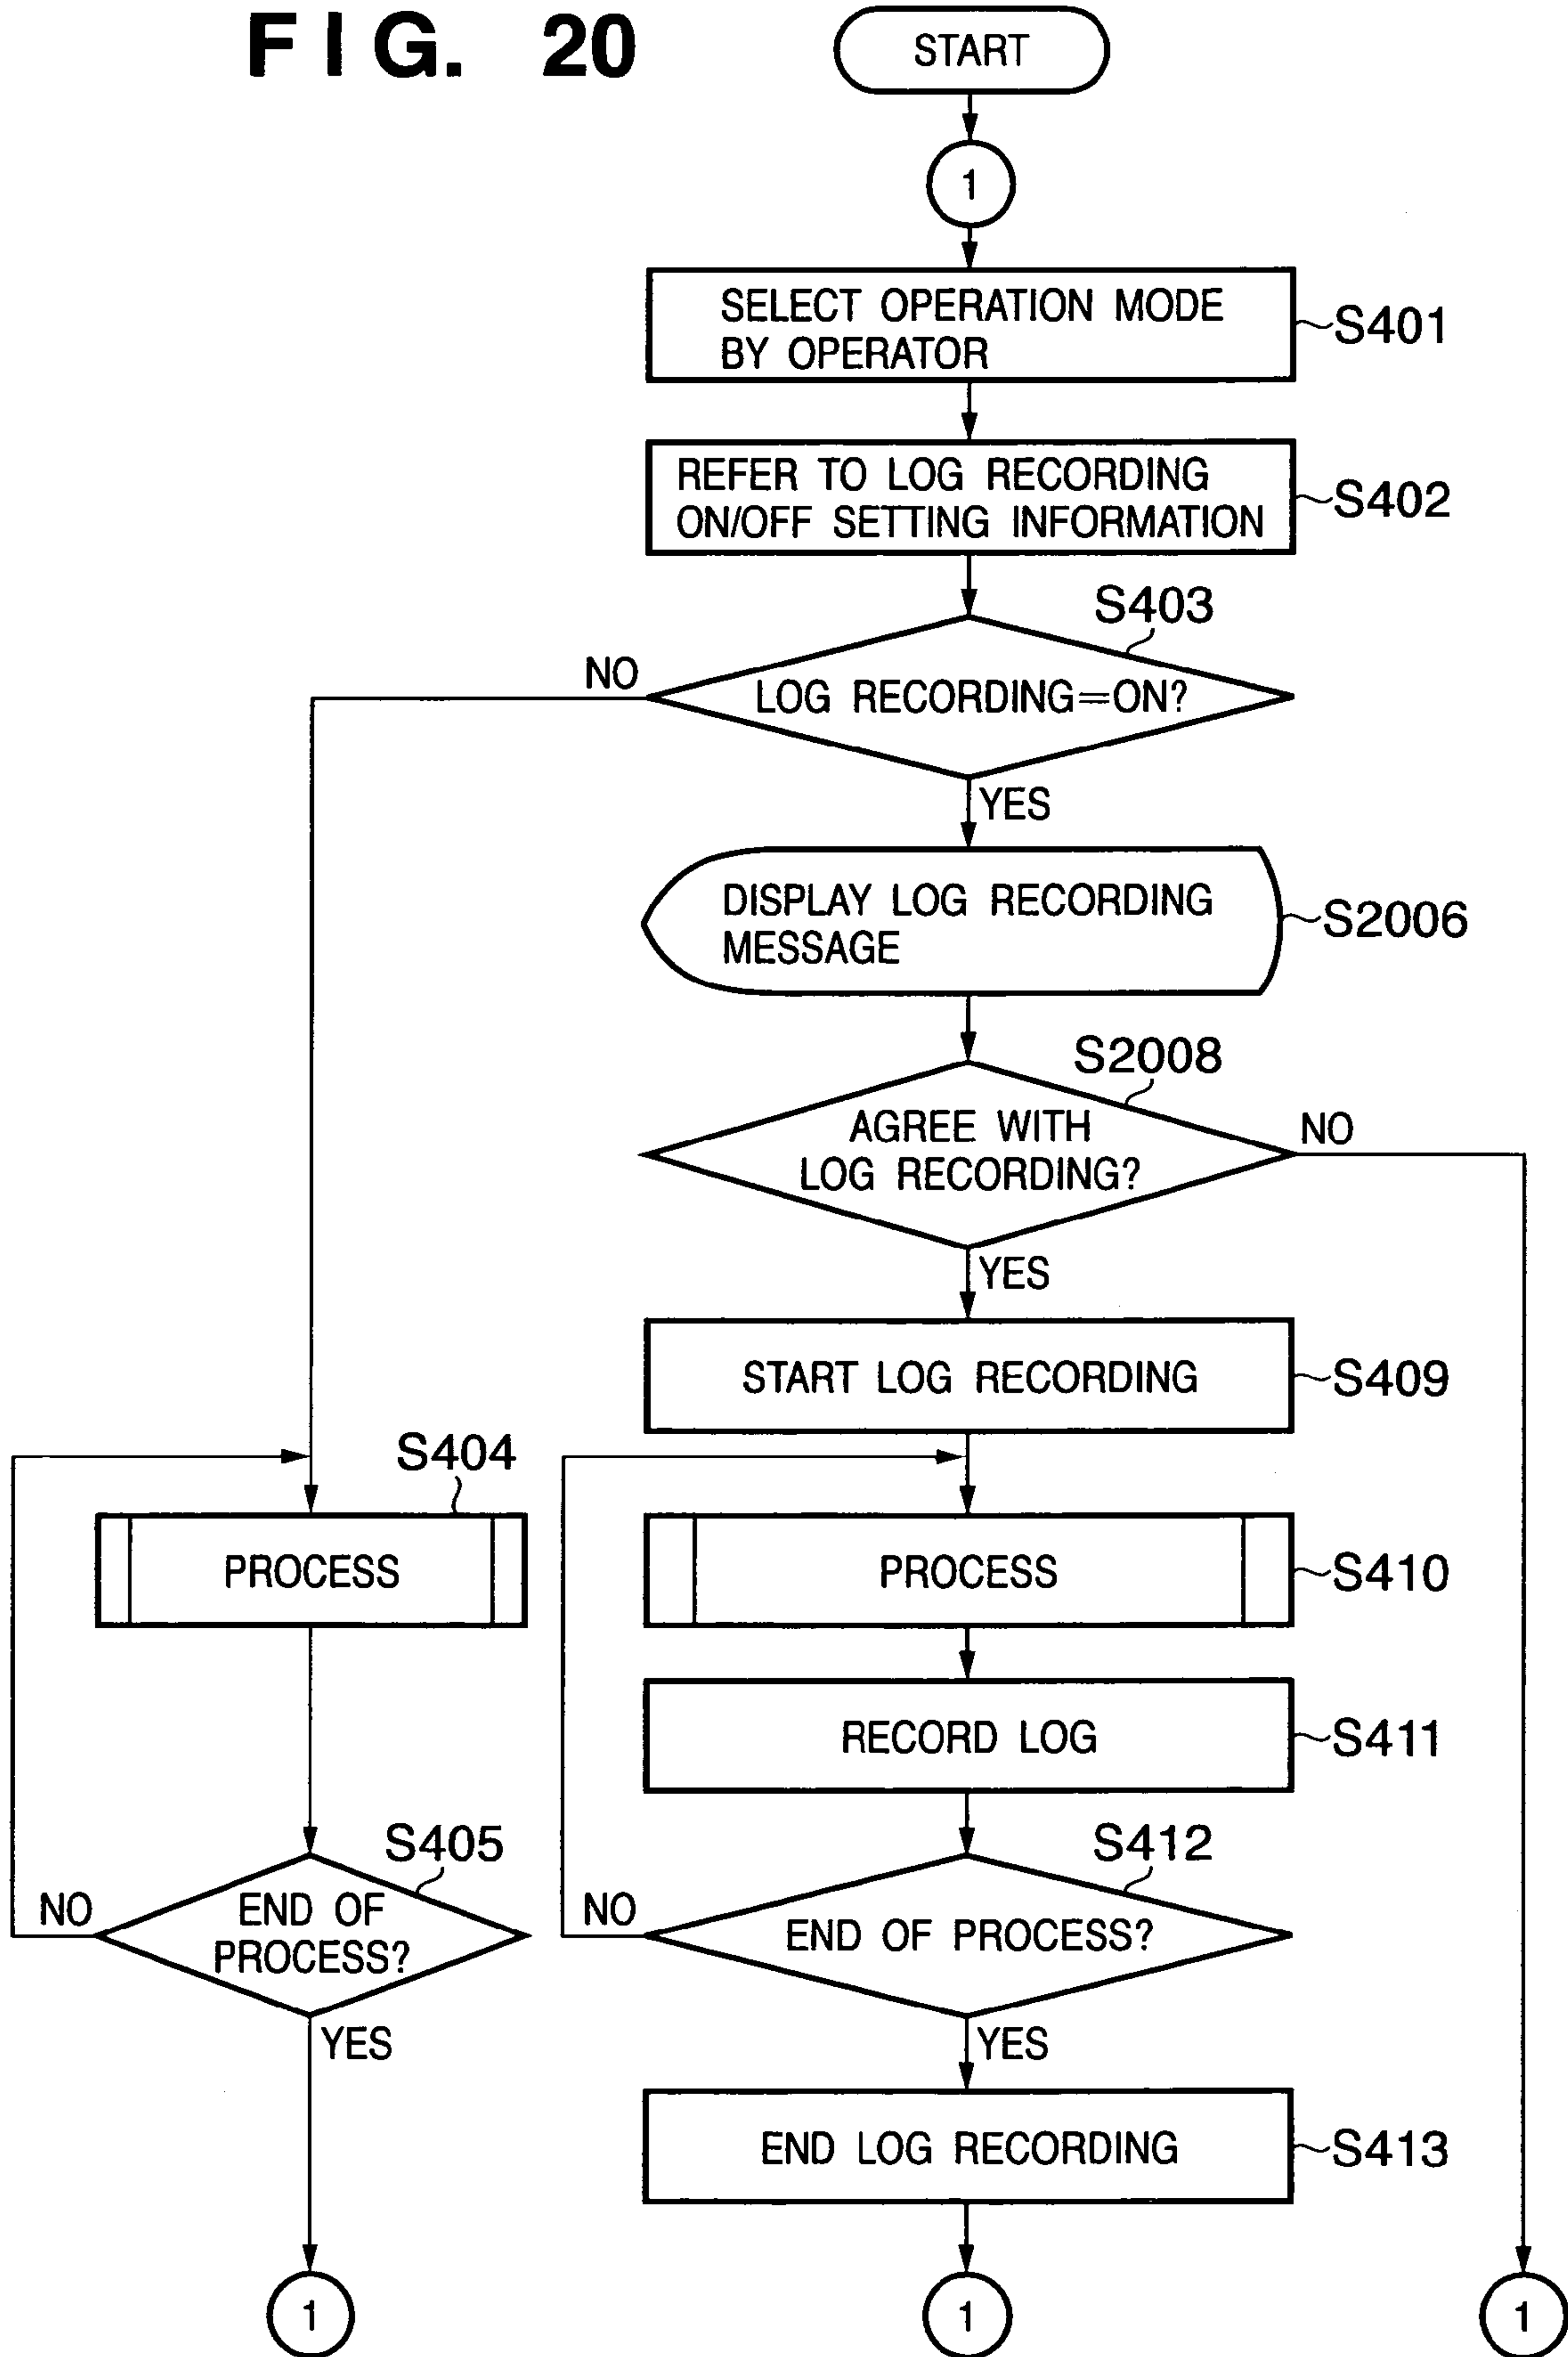 FIG. 20
START
1
SELECT OPERATION MODE
BY OPERATOR
S401
REFER TO LOG RECORDING
ON/OFF SETTING INFORMATION
S402
S403
NO
LOG RECORDING=ON?
YES
DISPLAY LOG RECORDING
MESSAGE
S2006
S2008
AGREE WITH
LOG RECORDING?
NO
YES
START LOG RECORDING
S409
S404
PROCESS
PROCESS
S410
RECORD LOG
S411
S405
S412
NO
END OF
PROCESS?
NO
END OF PROCESS?
YES
YES
END LOG RECORDING
S413
1
1
1